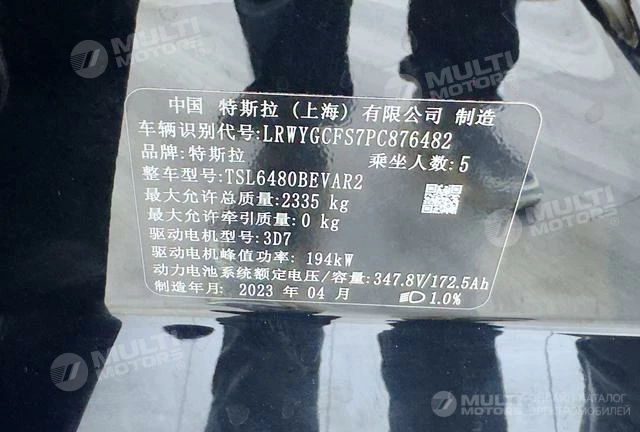 MULTI
MOTORS
MULTI
MOTORS
中国 特斯拉 (上海) 有限公司 制造
车辆识别代号:LRWYGCFS7PC876482
品牌:特斯拉 乘坐人数:5
整车型号:TSL6480BEVAR2
最大允许总质量:2335 kg
最大允许牵引质量:0 kg
驱动电机型号:3D7
驱动电机峰值功率: 194kW
动力电池系统额定电压/容量:347.8V/172.5Ah
制造年月: 2023 年 04 月 1.0%
MULTI
MOTORS
MULTI ОНЛАЙН КАТАЛОГ
MOTORS ЭЛЕКТРОМОБИЛЕЙ